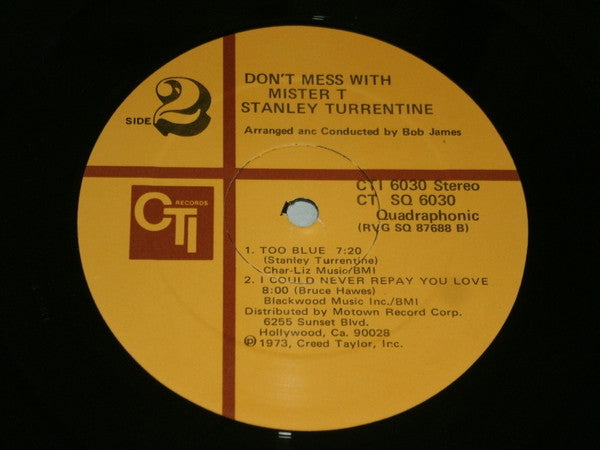 SIDE 2
DON'T MESS WITH
MISTER T
STANLEY TURRENTINE
Arranged anc Conducted by Bob James
CTI RECORDS
CTI 6030 Stereo
CT SQ 6030
Quadraphonic
(RVG SQ 87688 B)
1. TOO BLUE 7:20
(Stanley Turrentine)
Char-Liz Music/BMI
2. I COULD NEVER REPAY YOU LOVE
8:00 (Bruce Hawes)
Blackwood Music Inc./BMI
Distributed by Motown Record Corp.
6255 Sunset Blvd.
Hollywood, Ca. 90028
℗1973, Creed Taylor, Inc.